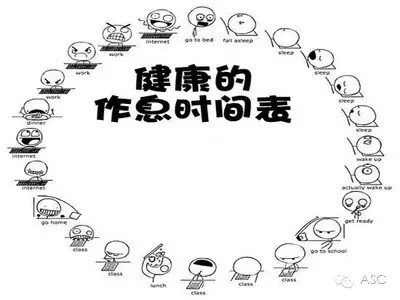 健康的
作息时间表
internet
go to bed
fall asleep
sleep
sleep
sleep
sleep
wake up
actually wake up
get ready
go to school
class
class
class
lunch
class
class
go home
internet
internet
dinner
work
work
work
ASC